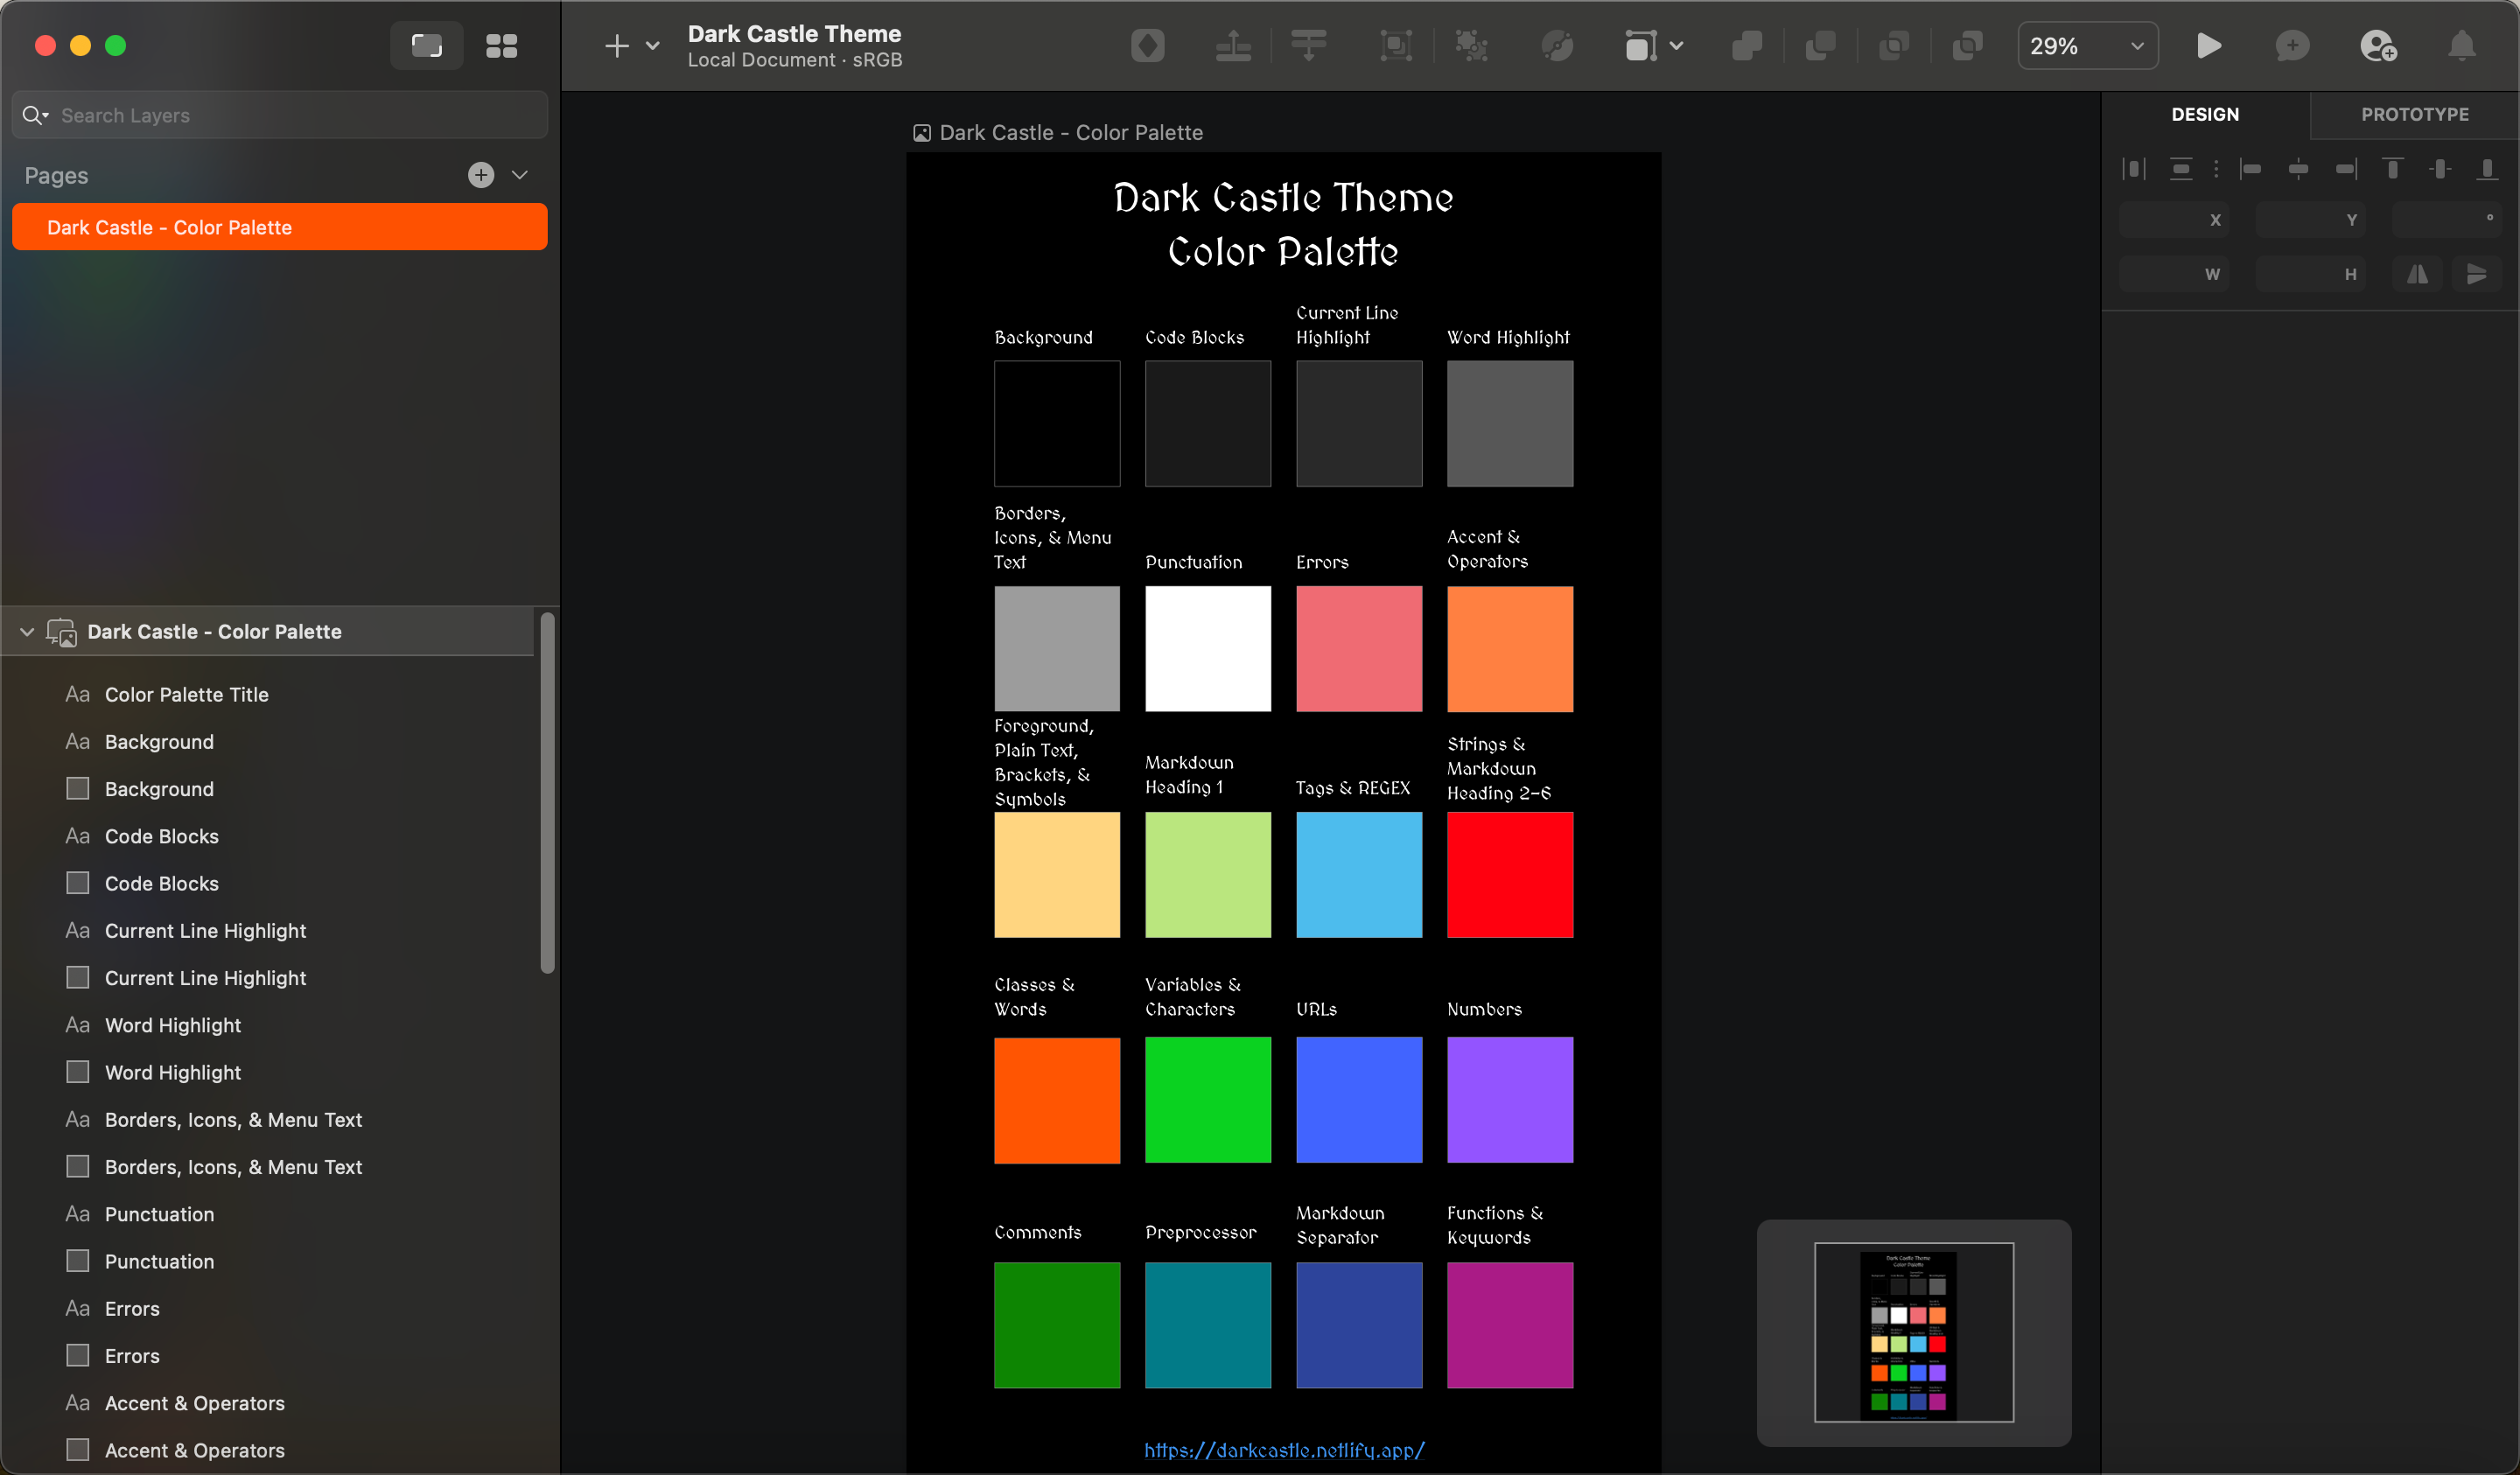 Dark Castle Theme
Local Document · sRGB
29%
Search Layers
Pages
Dark Castle - Color Palette
Dark Castle - Color Palette
Aa Color Palette Title
Aa Background
Background
Aa Code Blocks
Code Blocks
Aa Current Line Highlight
Current Line Highlight
Aa Word Highlight
Word Highlight
Aa Borders, Icons, & Menu Text
Borders, Icons, & Menu Text
Aa Punctuation
Punctuation
Aa Errors
Errors
Aa Accent & Operators
Accent & Operators
Dark Castle - Color Palette
Dark Castle Theme
Color Palette
Background
Code Blocks
Current Line
Highlight
Word Highlight
Borders,
Icons, & Menu
Text
Punctuation
Errors
Accent &
Operators
Foreground,
Plain Text,
Brackets, &
Symbols
Markdown
Heading 1
Tags & REGEX
Strings &
Markdown
Heading 2-6
Classes &
Words
Variables &
Characters
URLs
Numbers
Comments
Preprocessor
Markdown
Separator
Functions &
Keywords
https://darkcastle.netlify.app/
DESIGN
PROTOTYPE
X
Y
°
W
H
Dark Castle Theme
Color Palette